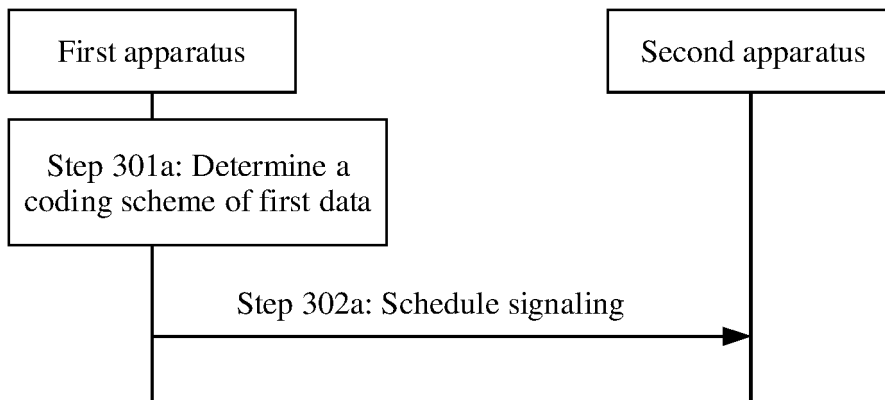 First apparatus
Second apparatus
Step 301a: Determine a
coding scheme of first data
Step 302a: Schedule signaling